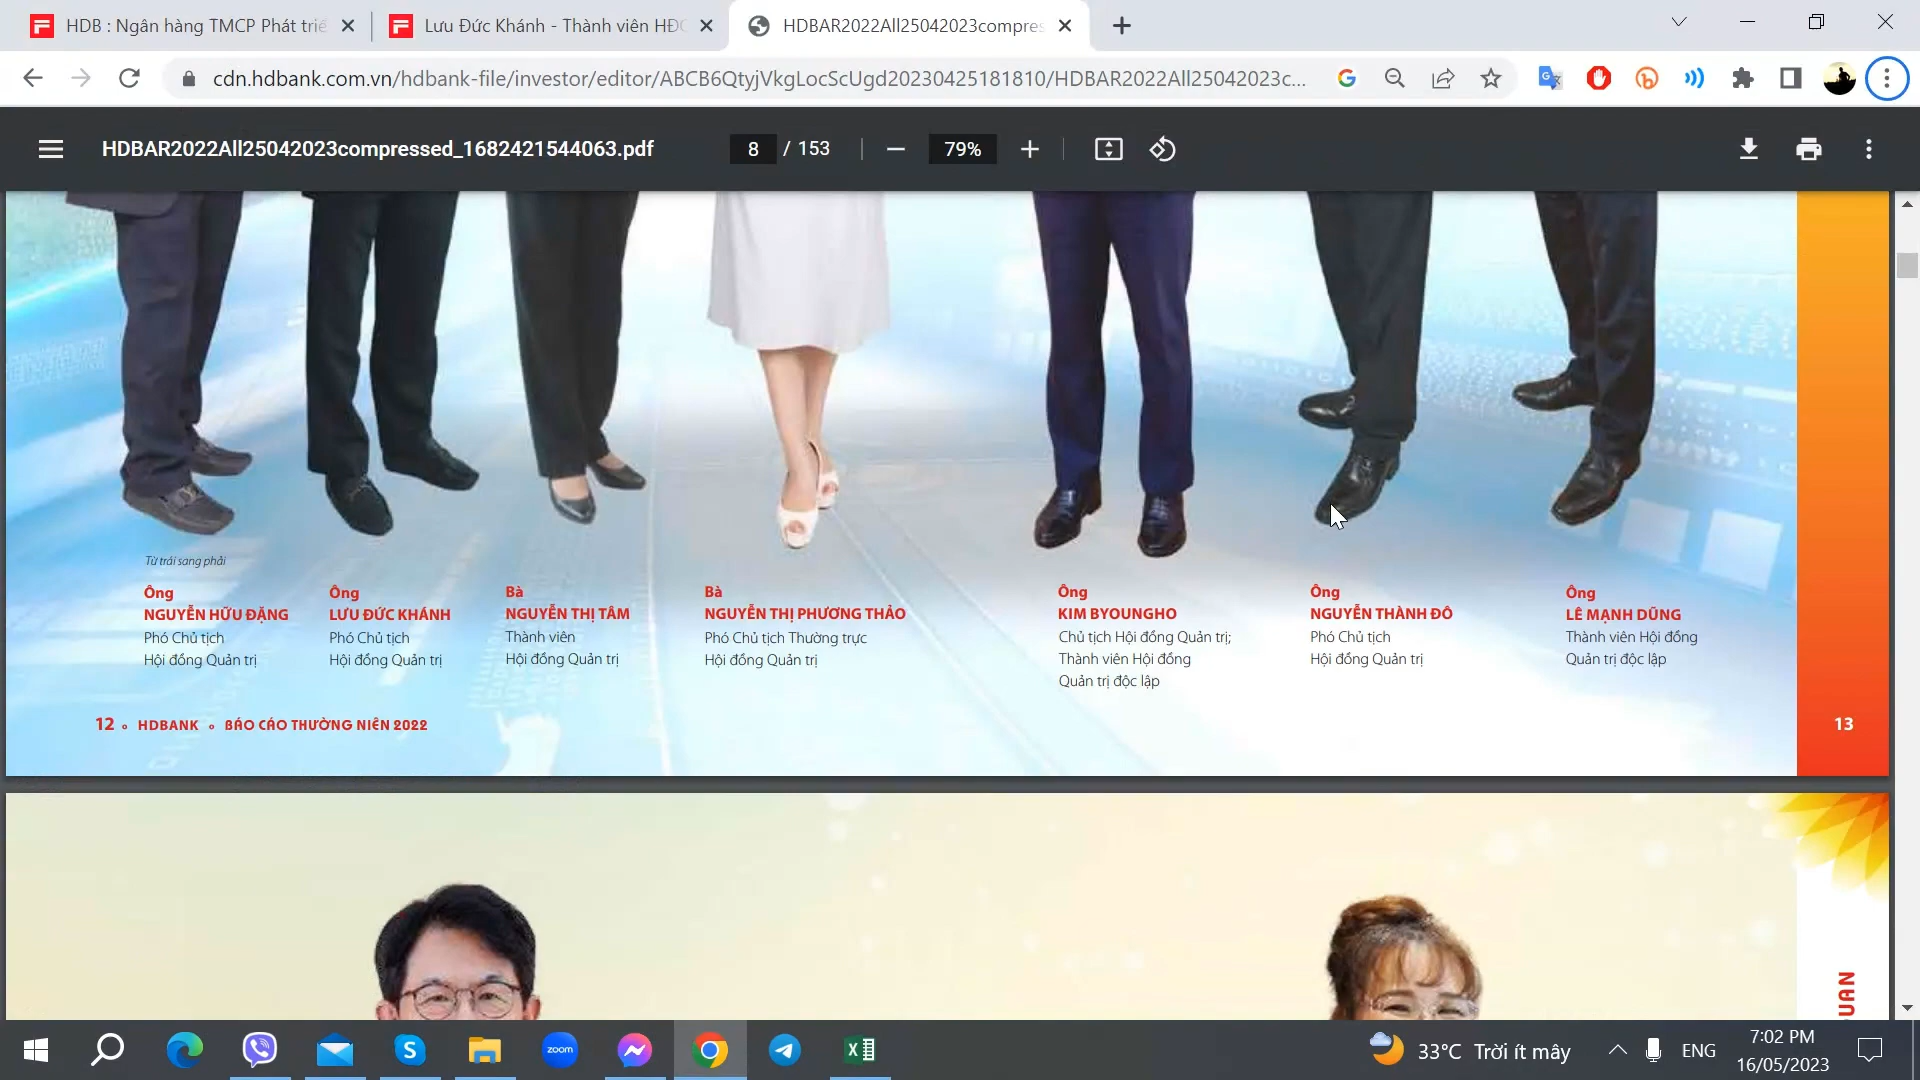 HDB : Ngân hàng TMCP Phát triể
Lưu Đức Khánh - Thành viên HĐQ
HDBAR2022All25042023compres
cdn.hdbank.com.vn/hdbank-file/investor/editor/ABCB6QtyjVkgLocScUgd20230425181810/HDBAR2022All25042023c...
HDBAR2022All25042023compressed_1682421544063.pdf
8 / 153
79%
Từ trái sang phải
Ông
NGUYỄN HỮU ĐẶNG
Phó Chủ tịch
Hội đồng Quản trị
Ông
LƯU ĐỨC KHÁNH
Phó Chủ tịch
Hội đồng Quản trị
Bà
NGUYỄN THỊ TÂM
Thành viên
Hội đồng Quản trị
Bà
NGUYỄN THỊ PHƯƠNG THẢO
Phó Chủ tịch Thường trực
Hội đồng Quản trị
Ông
KIM BYOUNGHO
Chủ tịch Hội đồng Quản trị;
Thành viên Hội đồng
Quản trị độc lập
Ông
NGUYỄN THÀNH ĐÔ
Phó Chủ tịch
Hội đồng Quản trị
Ông
LÊ MẠNH DŨNG
Thành viên Hội đồng
Quản trị độc lập
12 HDBANK BÁO CÁO THƯỜNG NIÊN 2022
13
zoom
33°C Trời ít mây
ENG
7:02 PM
16/05/2023